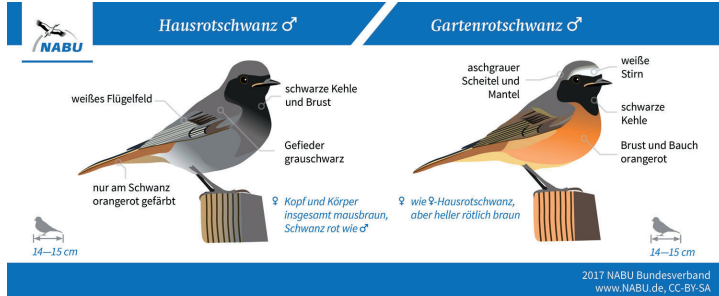 NABU
Hausrotschwanz ♂
Gartenrotschwanz ♂
weißes Flügelfeld
schwarze Kehle
und Brust
Gefieder
grauschwarz
nur am Schwanz
orangerot gefärbt
♀ Kopf und Körper
insgesamt mausbraun,
Schwanz rot wie ♂
14—15 cm
aschgrauer
Scheitel und
Mantel
weiße
Stirn
schwarze
Kehle
Brust und Bauch
orangerot
♀ wie ♀-Hausrotschwanz,
aber heller rötlich braun
14—15 cm
2017 NABU Bundesverband
www.NABU.de, CC-BY-SA